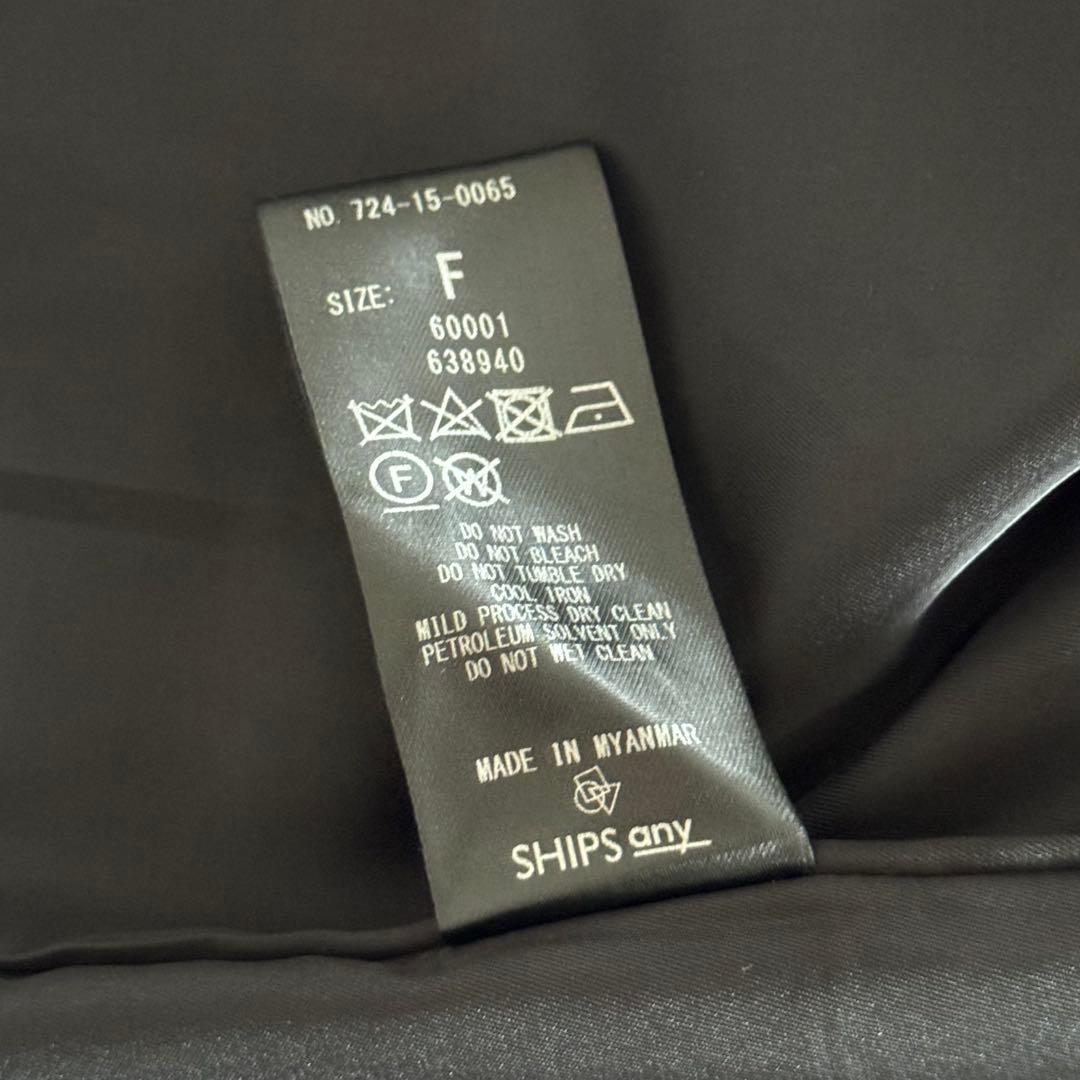 NO. 724-15-0065
SIZE: F
60001
638940
F W
DO NOT WASH
DO NOT BLEACH
DO NOT TUMBLE DRY
COOL IRON
MILD PROCESS DRY CLEAN
PETROLEUM SOLVENT ONLY
DO NOT WET CLEAN
MADE IN MYANMAR
SHIPS any